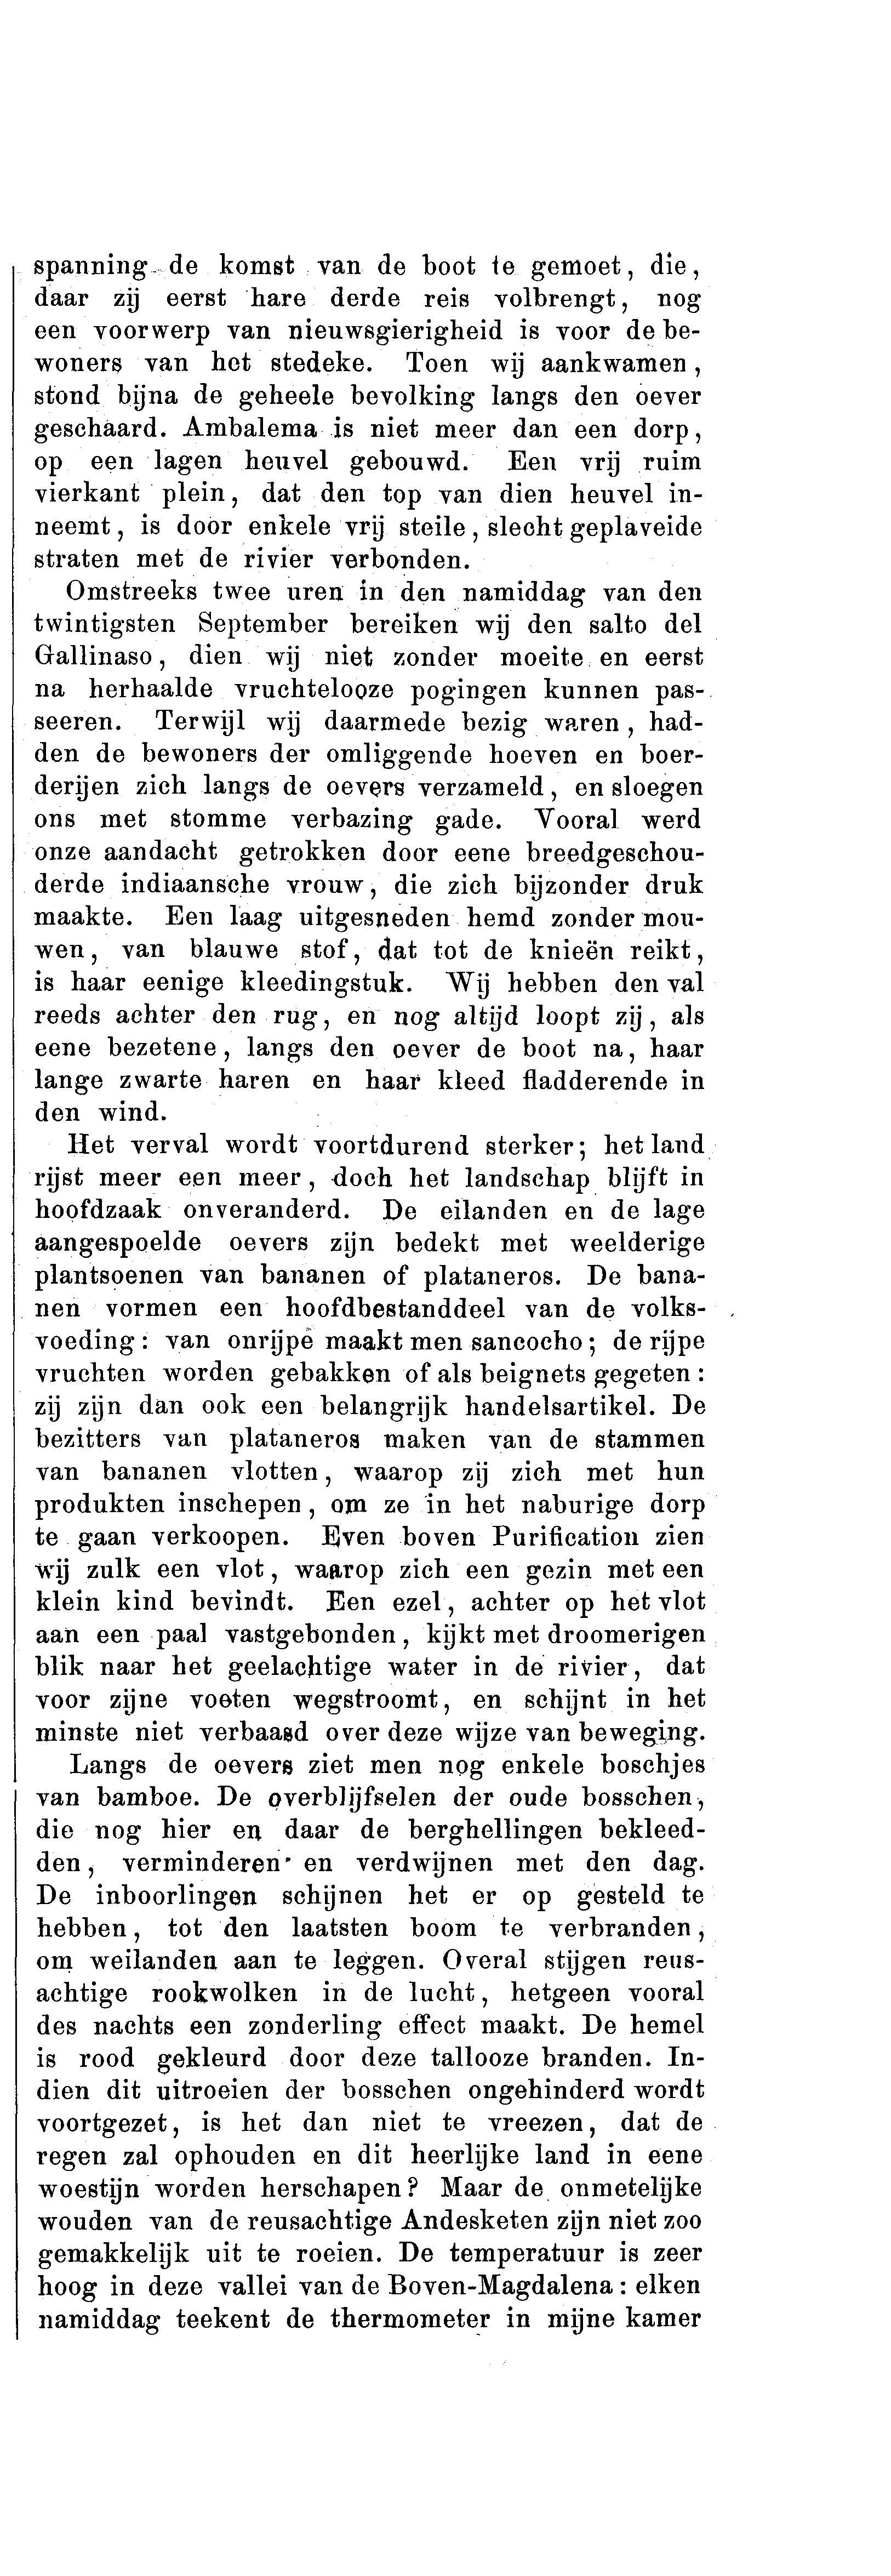 spanning de komst van de boot te gemoet, die,
daar zij eerst hare derde reis volbrengt, nog
een voorwerp van nieuwsgierigheid is voor de be-
woners van het stedeke. Toen wij aankwamen,
stond bijna de geheele bevolking langs den oever
geschaard. Ambalema is niet meer dan een dorp,
op een lagen heuvel gebouwd. Een vrij ruim
vierkant plein, dat den top van dien heuvel in-
neemt, is door enkele vrij steile, slecht geplaveide
straten met de rivier verbonden.
Omstreeks twee uren in den namiddag van den
twintigsten September bereiken wij den salto del
Gallinaso, dien wij niet zonder moeite en eerst
na herhaalde vruchtelooze pogingen kunnen pas-
seeren. Terwijl wij daarmede bezig waren, had-
den de bewoners der omliggende hoeven en boer-
derijen zich langs de oevers verzameld, en sloegen
ons met stomme verbazing gade. Vooral werd
onze aandacht getrokken door eene breedgeschou-
derde indiaansche vrouw, die zich bijzonder druk
maakte. Een laag uitgesneden hemd zonder mou-
wen, van blauwe stof, dat tot de knieën reikt,
is haar eenige kleedingstuk. Wij hebben den val
reeds achter den rug, en nog altijd loopt zij, als
eene bezetene, langs den oever de boot na, haar
lange zwarte haren en haar kleed fladderende in
den wind.
Het verval wordt voortdurend sterker; het land
rijst meer een meer, doch het landschap blijft in
hoofdzaak onveranderd. De eilanden en de lage
aangespoelde oevers zijn bedekt met weelderige
plantsoenen van bananen of plataneros. De bana-
nen vormen een hoofdbestanddeel van de volks-
voeding: van onrijpe maakt men sancocho; de rijpe
vruchten worden gebakken of als beignets gegeten:
zij zijn dan ook een belangrijk handelsartikel. De
bezitters van plataneros maken van de stammen
van bananen vlotten, waarop zij zich met hun
produkten inschepen, om ze in het naburige dorp
te gaan verkoopen. Even boven Purification zien
wij zulk een vlot, waarop zich een gezin met een
klein kind bevindt. Een ezel, achter op het vlot
aan een paal vastgebonden, kijkt met droomerigen
blik naar het geelachtige water in de rivier, dat
voor zijne voeten wegstroomt, en schijnt in het
minste niet verbaasd over deze wijze van beweging.
Langs de oevers ziet men nog enkele boschjes
van bamboe. De overblijfselen der oude bosschen,
die nog hier en daar de berghellingen bekleed-
den, verminderen en verdwijnen met den dag.
De inboorlingen schijnen het er op gesteld te
hebben, tot den laatsten boom te verbranden,
om weilanden aan te leggen. Overal stijgen reus-
achtige rookwolken in de lucht, hetgeen vooral
des nachts een zonderling effect maakt. De hemel
is rood gekleurd door deze tallooze branden. In-
dien dit uitroeien der bosschen ongehinderd wordt
voortgezet, is het dan niet te vreezen, dat de
regen zal ophouden en dit heerlijke land in eene
woestijn worden herschapen? Maar de onmetelijke
wouden van de reusachtige Andesketen zijn niet zoo
gemakkelijk uit te roeien. De temperatuur is zeer
hoog in deze vallei van de Boven-Magdalena: elken
namiddag teekent de thermometer in mijne kamer